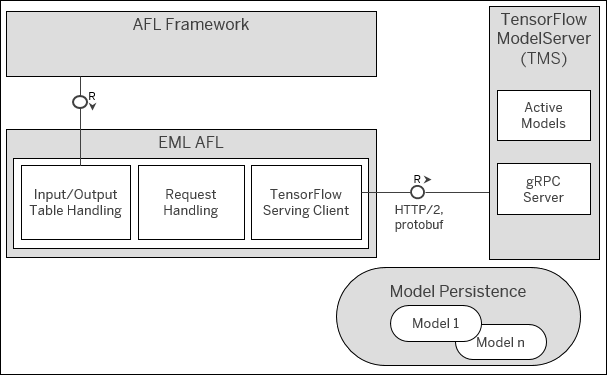 AFL Framework
R
EML AFL
Input/Output
Table Handling
Request
Handling
TensorFlow
Serving Client
R
HTTP/2,
protobuf
TensorFlow
ModelServer
(TMS)
Active
Models
gRPC
Server
Model Persistence
Model 1
Model n